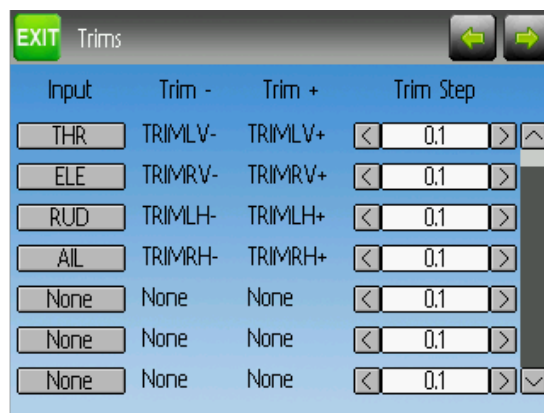 EXIT Trims
Input Trim - Trim + Trim Step
THR TRIMLV- TRIMLV+ < 0.1 >
ELE TRIMRV- TRIMRV+ < 0.1 >
RUD TRIMLH- TRIMLH+ < 0.1 >
AIL TRIMRH- TRIMRH+ < 0.1 >
None None None < 0.1 >
None None None < 0.1 >
None None None < 0.1 >